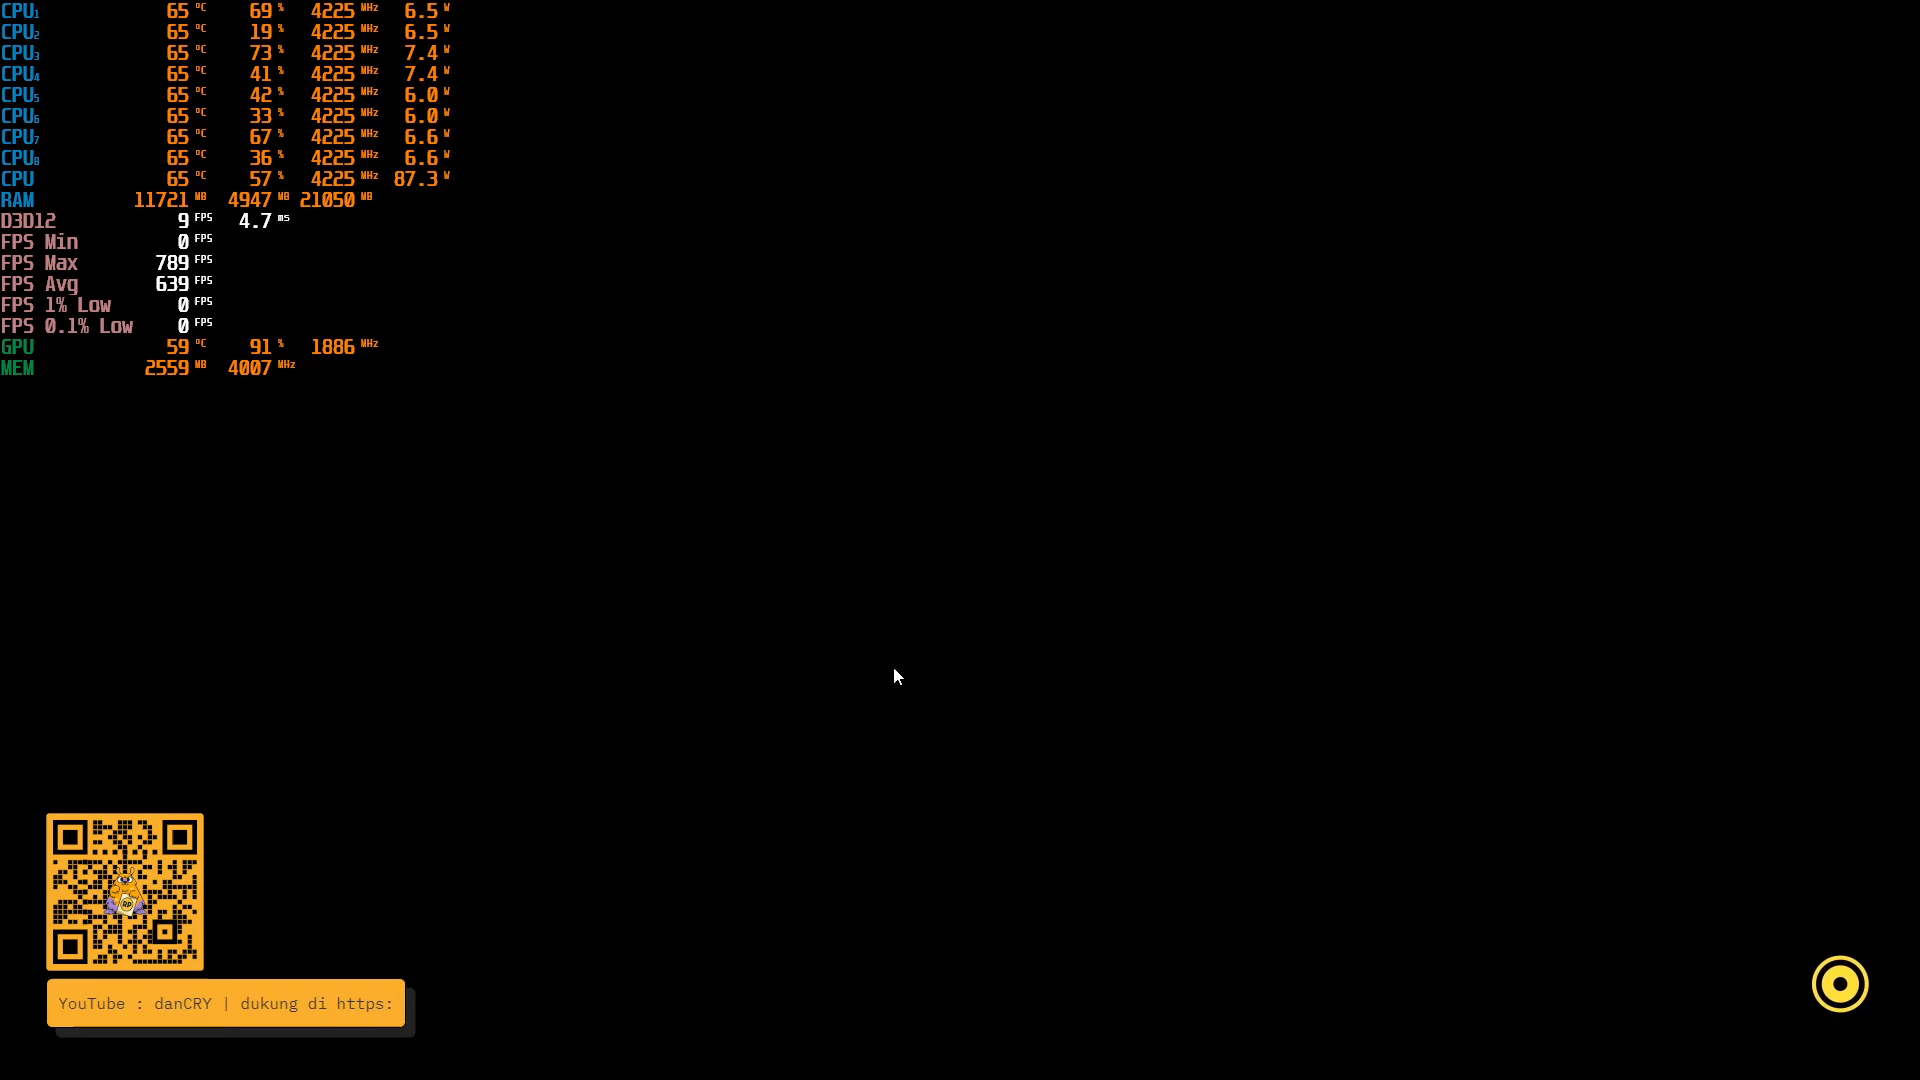 CPU1 65 °C 69 % 4225 MHz 6.5 W
CPU2 65 °C 19 % 4225 MHz 6.5 W
CPU3 65 °C 73 % 4225 MHz 7.4 W
CPU4 65 °C 41 % 4225 MHz 7.4 W
CPU5 65 °C 42 % 4225 MHz 6.0 W
CPU6 65 °C 33 % 4225 MHz 6.0 W
CPU7 65 °C 67 % 4225 MHz 6.6 W
CPU8 65 °C 36 % 4225 MHz 6.6 W
CPU 65 °C 57 % 4225 MHz 87.3 W
RAM 11721 MB 4947 MB 21050 MB
D3D12 9 FPS 4.7 ms
FPS Min 0 FPS
FPS Max 789 FPS
FPS Avg 639 FPS
FPS 1% Low 0 FPS
FPS 0.1% Low 0 FPS
GPU 59 °C 91 % 1886 MHz
MEM 2559 MB 4007 MHz
RP
YouTube : danCRY | dukung di https: